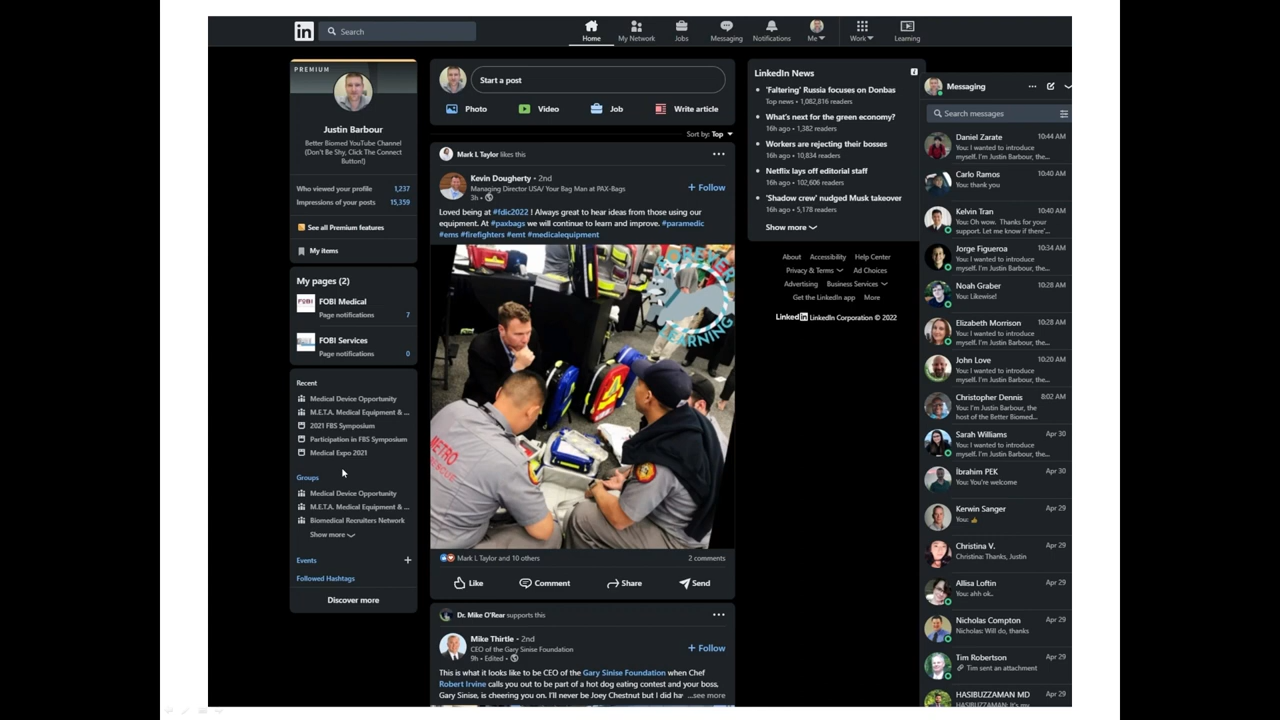 in
Search
Home
My Network
Jobs
Messaging
Notifications
Me
Work
Learning
PREMIUM
Justin Barbour
Better Biomed YouTube Channel
(Don't Be Shy, Click The Connect
Button!)
Who viewed your profile 1,237
Impressions of your posts 15,359
See all Premium features
My items
My pages (2)
FOBI Medical
Page notifications 7
FOBI Services
Page notifications 0
Recent
Medical Device Opportunity
M.E.T.A. Medical Equipment & ...
2021 FBS Symposium
Participation in FBS Symposium
Medical Expo 2021
Groups
Medical Device Opportunity
M.E.T.A. Medical Equipment & ...
Biomedical Recruiters Network
Show more
Events +
Followed Hashtags
Discover more
Start a post
Photo
Video
Job
Write article
Sort by: Top
Mark L Taylor likes this
Kevin Dougherty • 2nd
Managing Director USA/ Your Bag Man at PAX-Bags
3h •
+ Follow
Loved being at #fdic2022 ! Always great to hear ideas from those using our
equipment. At #paxbags we will continue to learn and improve. #paramedic
#ems #firefighters #emt #medicalequipment
FOREVER
LEARNING
METRO
RESCUE
Mark L Taylor and 10 others
2 comments
Like
Comment
Share
Send
Dr. Mike O'Rear supports this
Mike Thirtle • 2nd
CEO of the Gary Sinise Foundation
9h • Edited •
+ Follow
This is what it looks like to be CEO of the Gary Sinise Foundation when Chef
Robert Irvine calls you out to be part of a hot dog eating contest and your boss,
Gary Sinise, is cheering you on. I'll never be Joey Chestnut but I did ha ...see more
LinkedIn News
'Faltering' Russia focuses on Donbas
Top news • 1,082,816 readers
What's next for the green economy?
16h ago • 1,382 readers
Workers are rejecting their bosses
16h ago • 10,834 readers
Netflix lays off editorial staff
16h ago • 102,606 readers
'Shadow crew' nudged Musk takeover
16h ago • 5,178 readers
Show more
About Accessibility Help Center
Privacy & Terms Ad Choices
Advertising Business Services
Get the LinkedIn app More
LinkedIn LinkedIn Corporation © 2022
Messaging
Search messages
Daniel Zarate 10:44 AM
You: I wanted to introduce
myself. I'm Justin Barbour, the...
Carlo Ramos 10:40 AM
You: thank you
Kelvin Tran 10:40 AM
You: Oh wow. Thanks for your
support. Let me know if there'...
Jorge Figueroa 10:34 AM
You: I wanted to introduce
myself. I'm Justin Barbour, the...
Noah Graber 10:28 AM
You: Likewise!
Elizabeth Morrison 10:28 AM
You: I wanted to introduce
myself. I'm Justin Barbour, the...
John Love 10:20 AM
You: I wanted to introduce
myself. I'm Justin Barbour, the...
Christopher Dennis 8:02 AM
You: I'm Justin Barbour, the
host of the Better Biomed...
Sarah Williams Apr 30
You: I wanted to introduce
myself. I'm Justin Barbour, the...
İbrahim PEK Apr 30
You: You're welcome
Kerwin Sanger Apr 29
You: 👍
Christina V. Apr 29
Christina: Thanks, Justin
Allisa Loftin Apr 29
You: ahh ok..
Nicholas Compton Apr 29
Nicholas: Will do, thanks
Tim Robertson Apr 29
Tim sent an attachment
HASIBUZZAMAN MD Apr 29